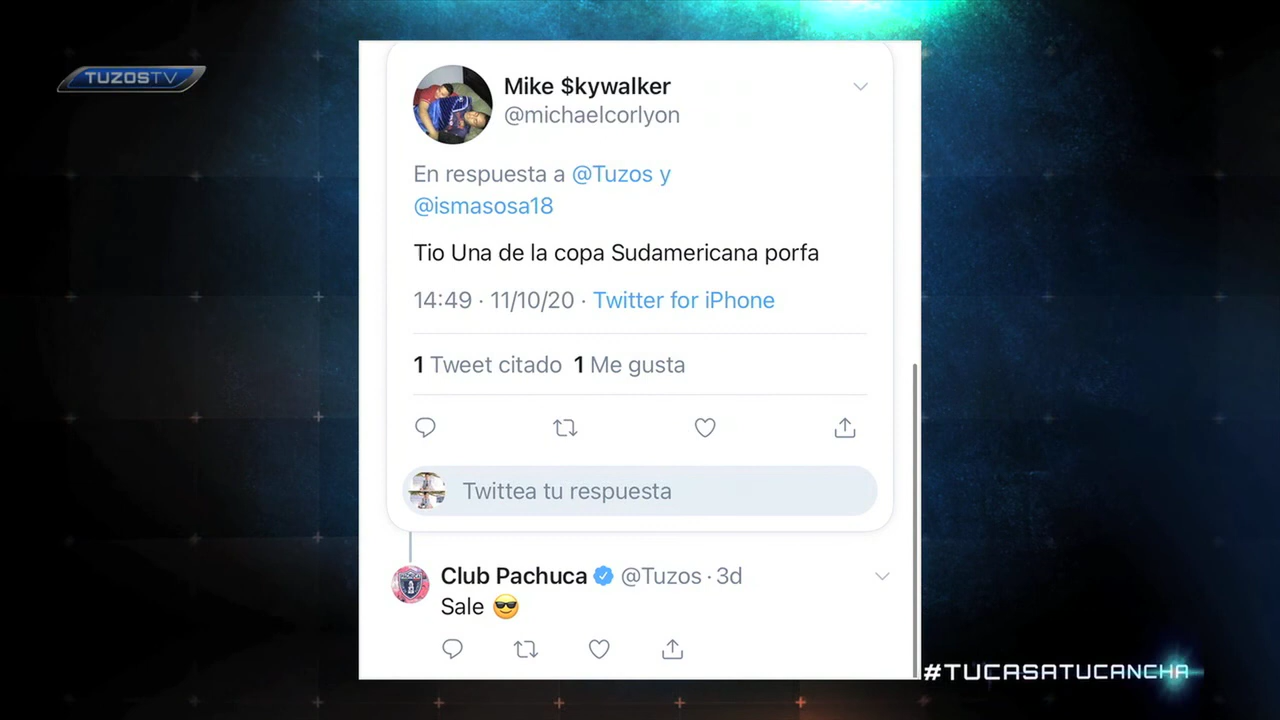 TUZOSTV
Mike $kywalker
@michaelcorlyon
En respuesta a @Tuzos y
@ismasosa18
Tio Una de la copa Sudamericana porfa
14:49 · 11/10/20 · Twitter for iPhone
1 Tweet citado 1 Me gusta
Twittea tu respuesta
Club Pachuca @Tuzos · 3d
Sale 😎
#TUCASATUCANCHA